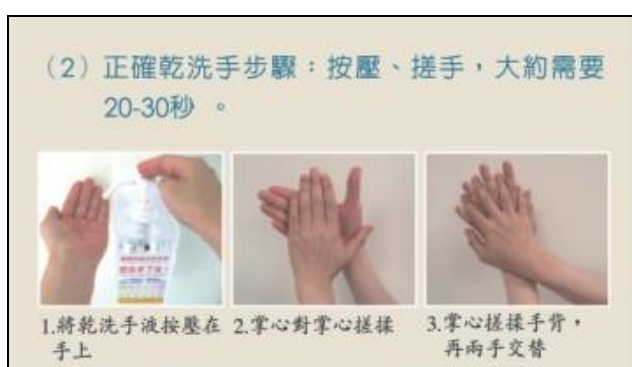 （2）正確乾洗手步驟：按壓、搓手，大約需要
20-30秒 。
1.將乾洗手液按壓在
手上
2.掌心對掌心搓揉
3.掌心搓揉手背，
再兩手交替